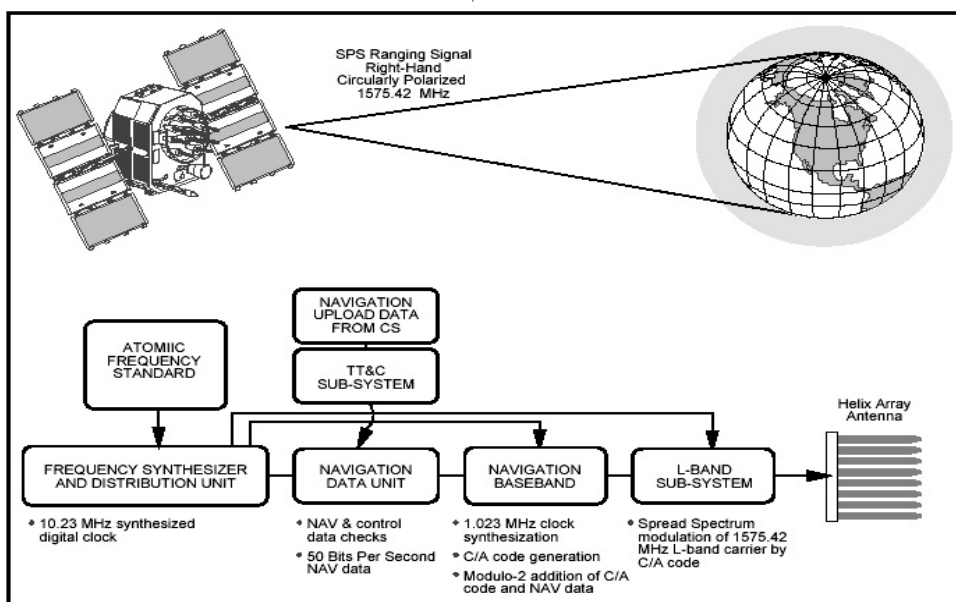 SPS Ranging Signal
Right-Hand
Circularly Polarized
1575.42 MHz
NAVIGATION
UPLOAD DATA
FROM CS
ATOMIIC
FREQUENCY
STANDARD
TT&C
SUB-SYSTEM
Helix Array
Antenna
FREQUENCY SYNTHESIZER
AND DISTRIBUTION UNIT
NAVIGATION
DATA UNIT
NAVIGATION
BASEBAND
L-BAND
SUB-SYSTEM
* 10.23 MHz synthesized
digital clock
* NAV & control
data checks
* 50 Bits Per Second
NAV data
* 1.023 MHz clock
synthesization
* C/A code generation
* Modulo-2 addition of C/A
code and NAV data
* Spread Spectrum
modulation of 1575.42
MHz L-band carrier by
C/A code